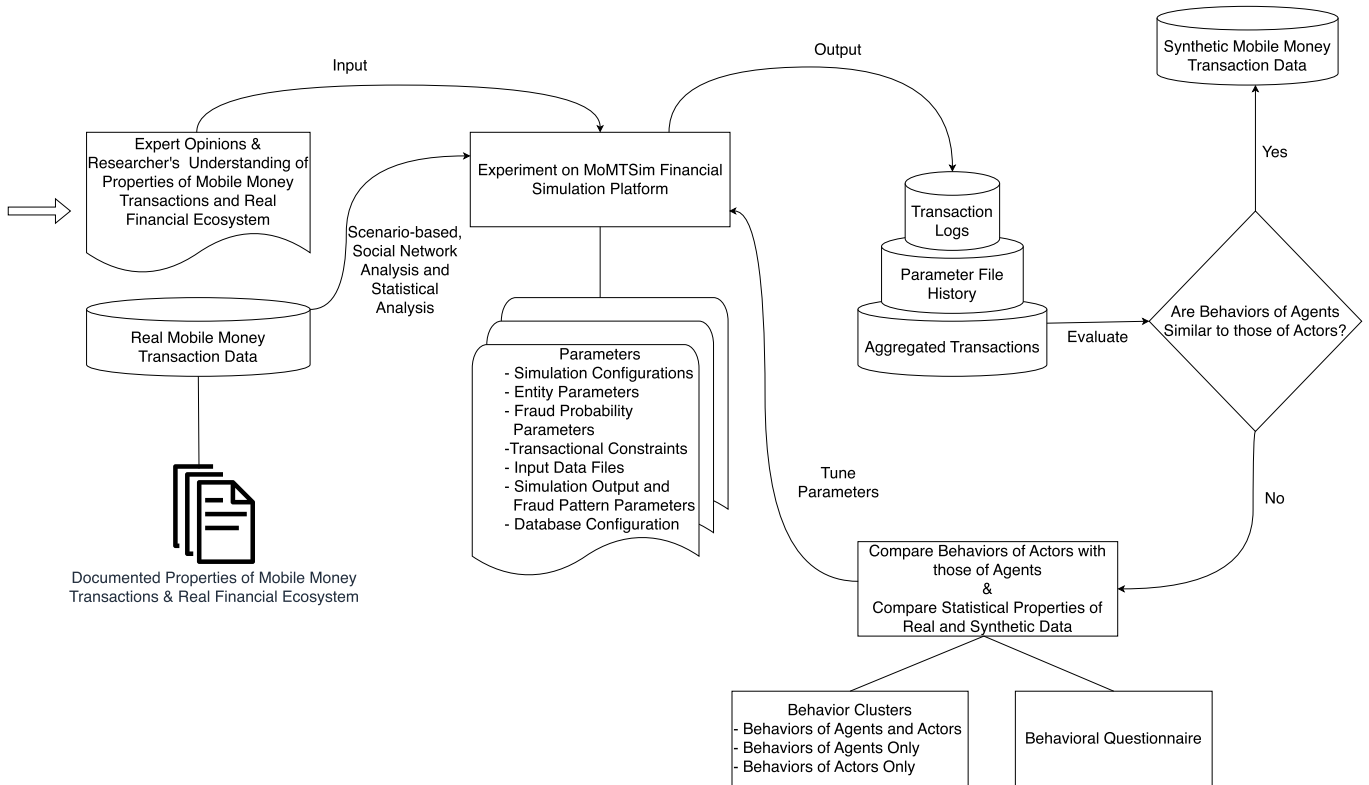 Input
Output
Synthetic Mobile Money
Transaction Data
Expert Opinions &
Researcher's Understanding of
Properties of Mobile Money
Transactions and Real
Financial Ecosystem
Experiment on MoMTSim Financial
Simulation Platform
Yes
Transaction
Logs
Scenario-based,
Social Network
Analysis and
Statistical
Analysis
Parameter File
History
Are Behaviors of Agents
Similar to those of Actors?
Real Mobile Money
Transaction Data
Aggregated Transactions
Evaluate
Parameters
- Simulation Configurations
- Entity Parameters
- Fraud Probability
Parameters
-Transactional Constraints
- Input Data Files
- Simulation Output and
Fraud Pattern Parameters
- Database Configuration
Tune
Parameters
No
Documented Properties of Mobile Money
Transactions & Real Financial Ecosystem
Compare Behaviors of Actors with
those of Agents
&
Compare Statistical Properties of
Real and Synthetic Data
Behavior Clusters
- Behaviors of Agents and Actors
- Behaviors of Agents Only
- Behaviors of Actors Only
Behavioral Questionnaire